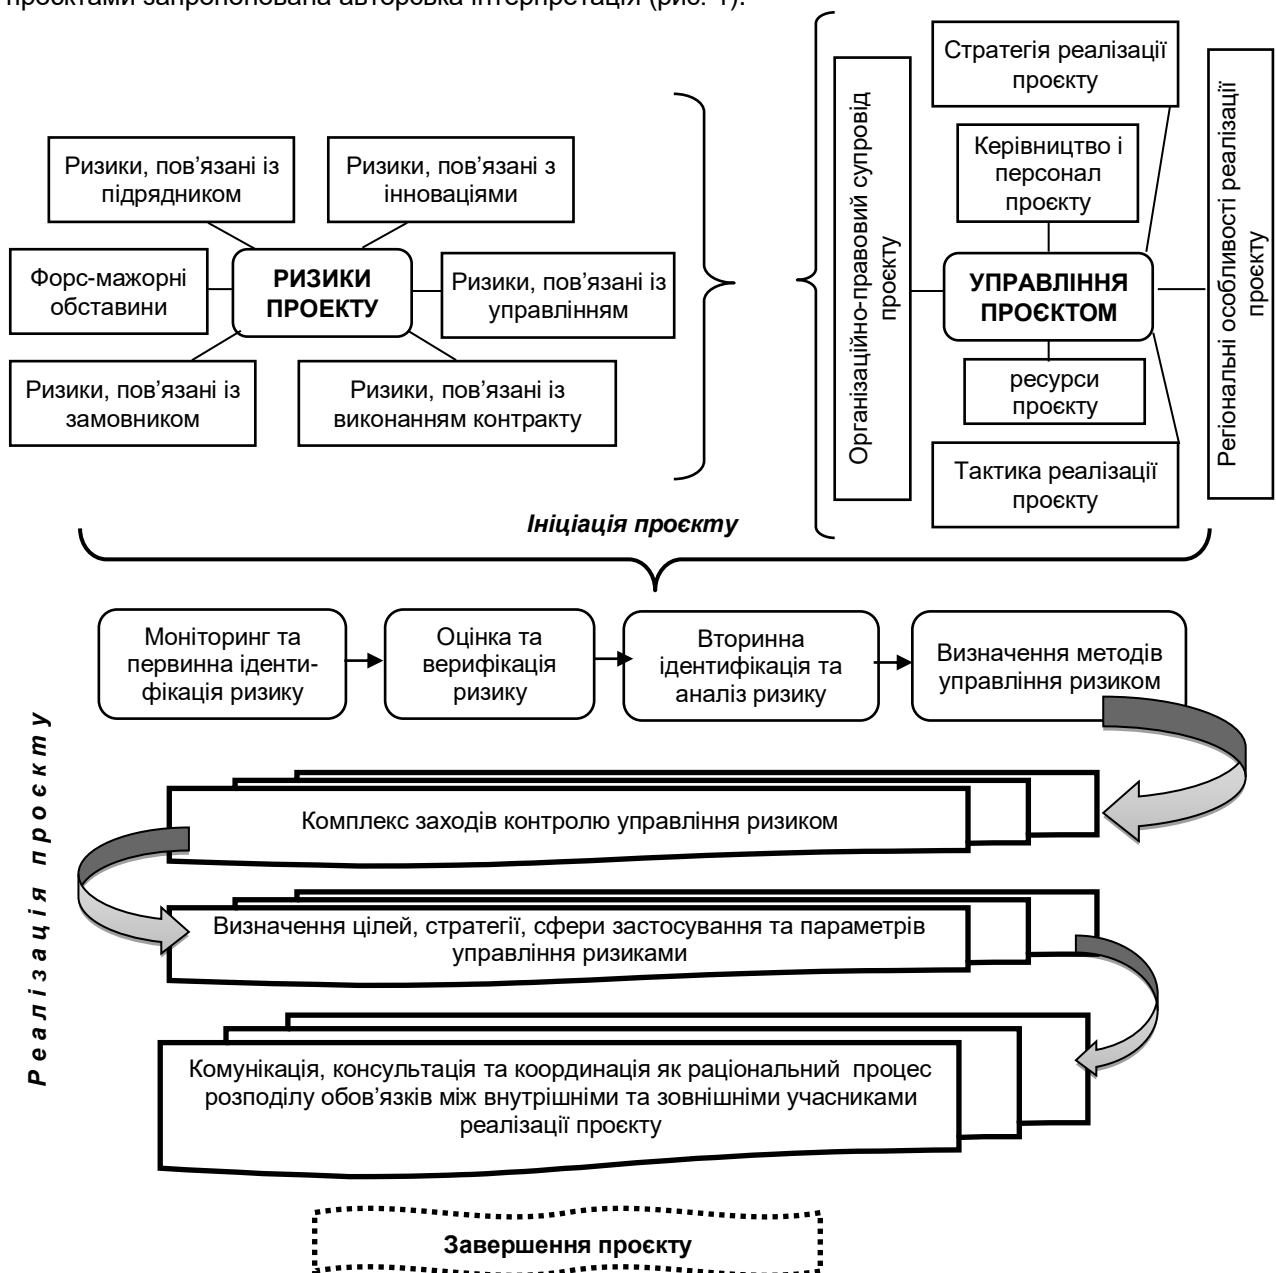 проєктами запропонована авторська інтерпретація (рис. 1).
Ризики, пов’язані із
підрядником
Ризики, пов’язані з
інноваціями
Форс-мажорні
обставини
РИЗИКИ
ПРОЕКТУ
Ризики, пов’язані із
управлінням
Ризики, пов’язані із
замовником
Ризики, пов’язані із
виконанням контракту
Організаційно-правовий супровід
проєкту
Стратегія реалізації
проєкту
Керівництво і
персонал
проєкту
УПРАВЛІННЯ
ПРОЄКТОМ
ресурси
проєкту
Тактика реалізації
проєкту
Регіональні особливості реалізації
проєкту
Ініціація проєкту
Моніторинг та
первинна іденти-
фікація ризику
Оцінка та
верифікація
ризику
Вторинна
ідентифікація та
аналіз ризику
Визначення методів
управління ризиком
Реалізація проєкту
Комплекс заходів контролю управління ризиком
Визначення цілей, стратегії, сфери застосування та параметрів
управління ризиками
Комунікація, консультація та координація як раціональний процес
розподілу обов’язків між внутрішніми та зовнішніми учасниками
реалізації проєкту
Завершення проєкту